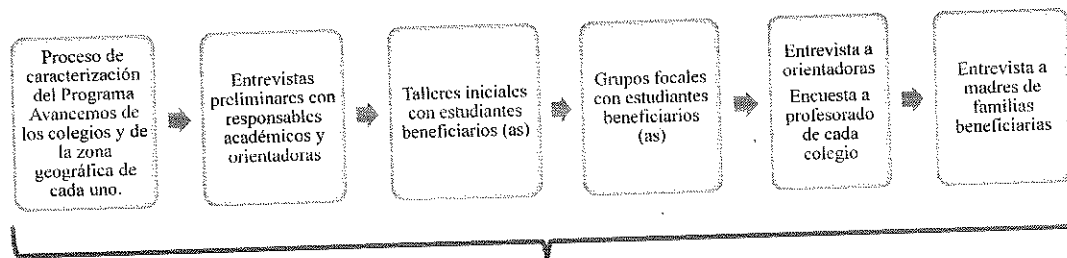 Proceso de
caracterización
del Programa
Avancemos de
los colegios y de
la zona
geográfica de
cada uno.
Entrevistas
preliminares con
responsables
académicos y
orientadoras
Talleres iniciales
con estudiantes
beneficiarios (as)
Grupos focales
con estudiantes
beneficiarios
(as)
Entrevista a
orientadoras
Encuesta a
profesorado
de cada
colegio
Entrevista a
madres de
familias
beneficiarias